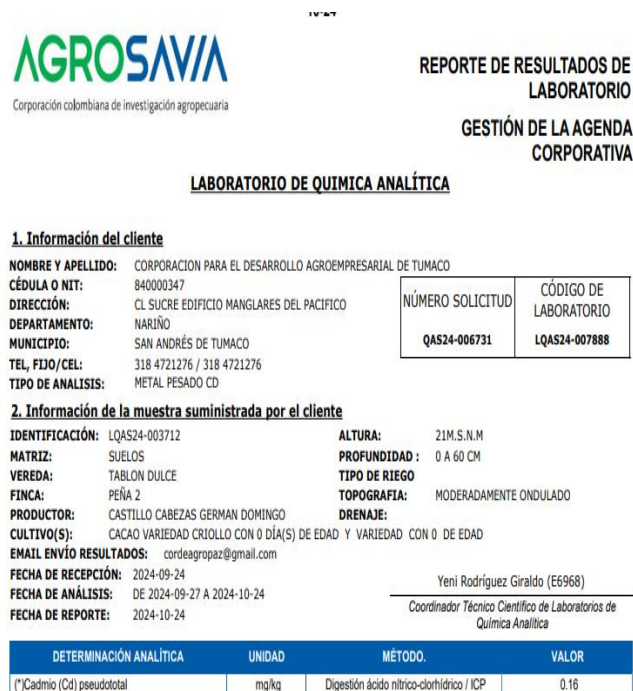 10-24
AGROSAVIA
Corporación colombiana de investigación agropecuaria
REPORTE DE RESULTADOS DE
LABORATORIO
GESTIÓN DE LA AGENDA
CORPORATIVA
LABORATORIO DE QUIMICA ANALÍTICA
1. Información del cliente
NOMBRE Y APELLIDO: CORPORACION PARA EL DESARROLLO AGROEMPRESARIAL DE TUMACO
CÉDULA O NIT: 840000347
DIRECCIÓN: CL SUCRE EDIFICIO MANGLARES DEL PACIFICO
DEPARTAMENTO: NARIÑO
MUNICIPIO: SAN ANDRÉS DE TUMACO
TEL, FIJO/CEL: 318 4721276 / 318 4721276
TIPO DE ANALISIS: METAL PESADO CD
NÚMERO SOLICITUD CÓDIGO DE
LABORATORIO
QAS24-006731 LQAS24-007888
2. Información de la muestra suministrada por el cliente
IDENTIFICACIÓN: LQAS24-003712 ALTURA: 21M.S.N.M
MATRIZ: SUELOS PROFUNDIDAD : 0 A 60 CM
VEREDA: TABLON DULCE TIPO DE RIEGO
FINCA: PEÑA 2 TOPOGRAFIA: MODERADAMENTE ONDULADO
PRODUCTOR: CASTILLO CABEZAS GERMAN DOMINGO DRENAJE:
CULTIVO(S): CACAO VARIEDAD CRIOLLO CON 0 DÍA(S) DE EDAD Y VARIEDAD CON 0 DE EDAD
EMAIL ENVÍO RESULTADOS: cordeagropaz@gmail.com
FECHA DE RECEPCIÓN: 2024-09-24
FECHA DE ANÁLISIS: DE 2024-09-27 A 2024-10-24
FECHA DE REPORTE: 2024-10-24
Yeni Rodríguez Giraldo (E6968)
Coordinador Técnico Científico de Laboratorios de
Química Analítica
DETERMINACIÓN ANALÍTICA UNIDAD MÉTODO. VALOR
(*)Cadmio (Cd) pseudototal mg/kg Digestión ácido nítrico-clorhídrico / ICP 0.16